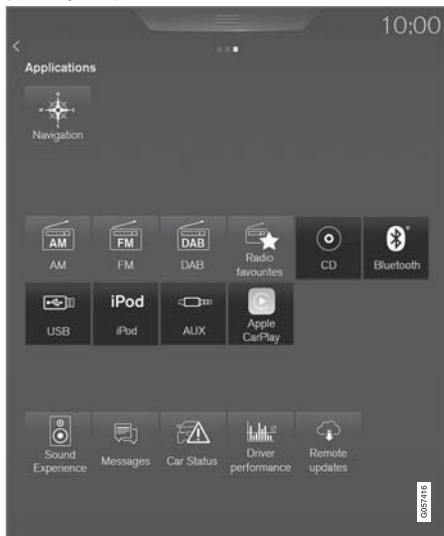 10:00
Applications
Navigation
AM FM DAB
AM FM DAB Radio favourites CD Bluetooth
iPod
USB iPod AUX Apple CarPlay
Sound Experience Messages Car Status Driver performance Remote updates
G057416